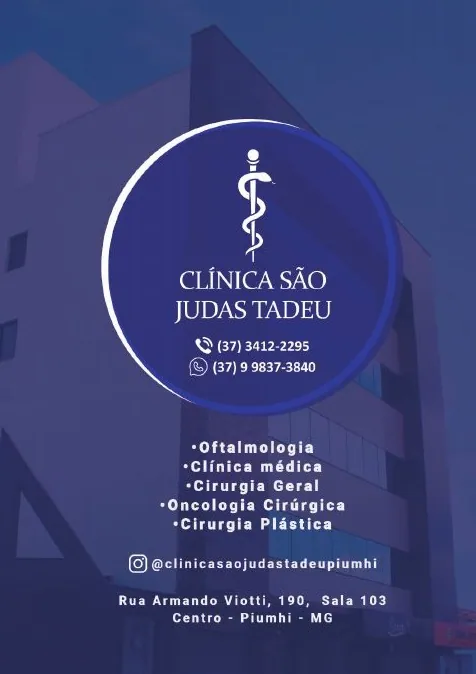 CLÍNICA SÃO
JUDAS TADEU
(37) 3412-2295
(37) 9 9837-3840
•Oftalmologia
•Clínica médica
•Cirurgia Geral
•Oncologia Cirúrgica
•Cirurgia Plástica
@clinicasaojudastadeupiumhi
Rua Armando Viotti, 190, Sala 103
Centro - Piumhi - MG